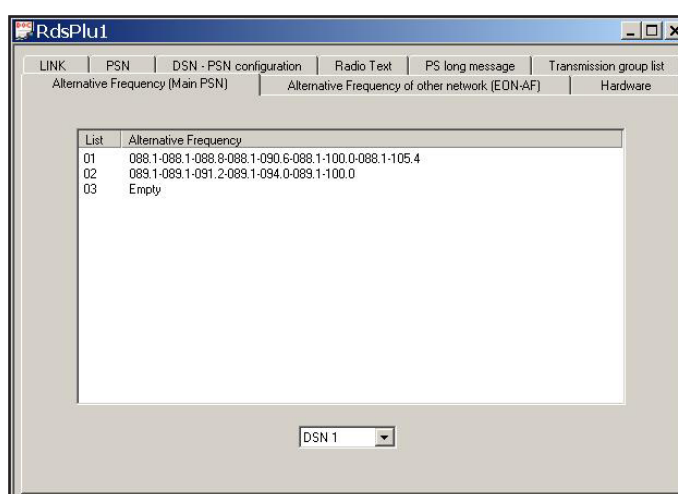 RdsPlu1
LINK PSN DSN - PSN configuration Radio Text PS long message Transmission group list
Alternative Frequency (Main PSN) Alternative Frequency of other network (EON-AF) Hardware
List Alternative Frequency
01 088.1-088.1-088.8-088.1-090.6-088.1-100.0-088.1-105.4
02 089.1-089.1-091.2-089.1-094.0-089.1-100.0
03 Empty
DSN 1